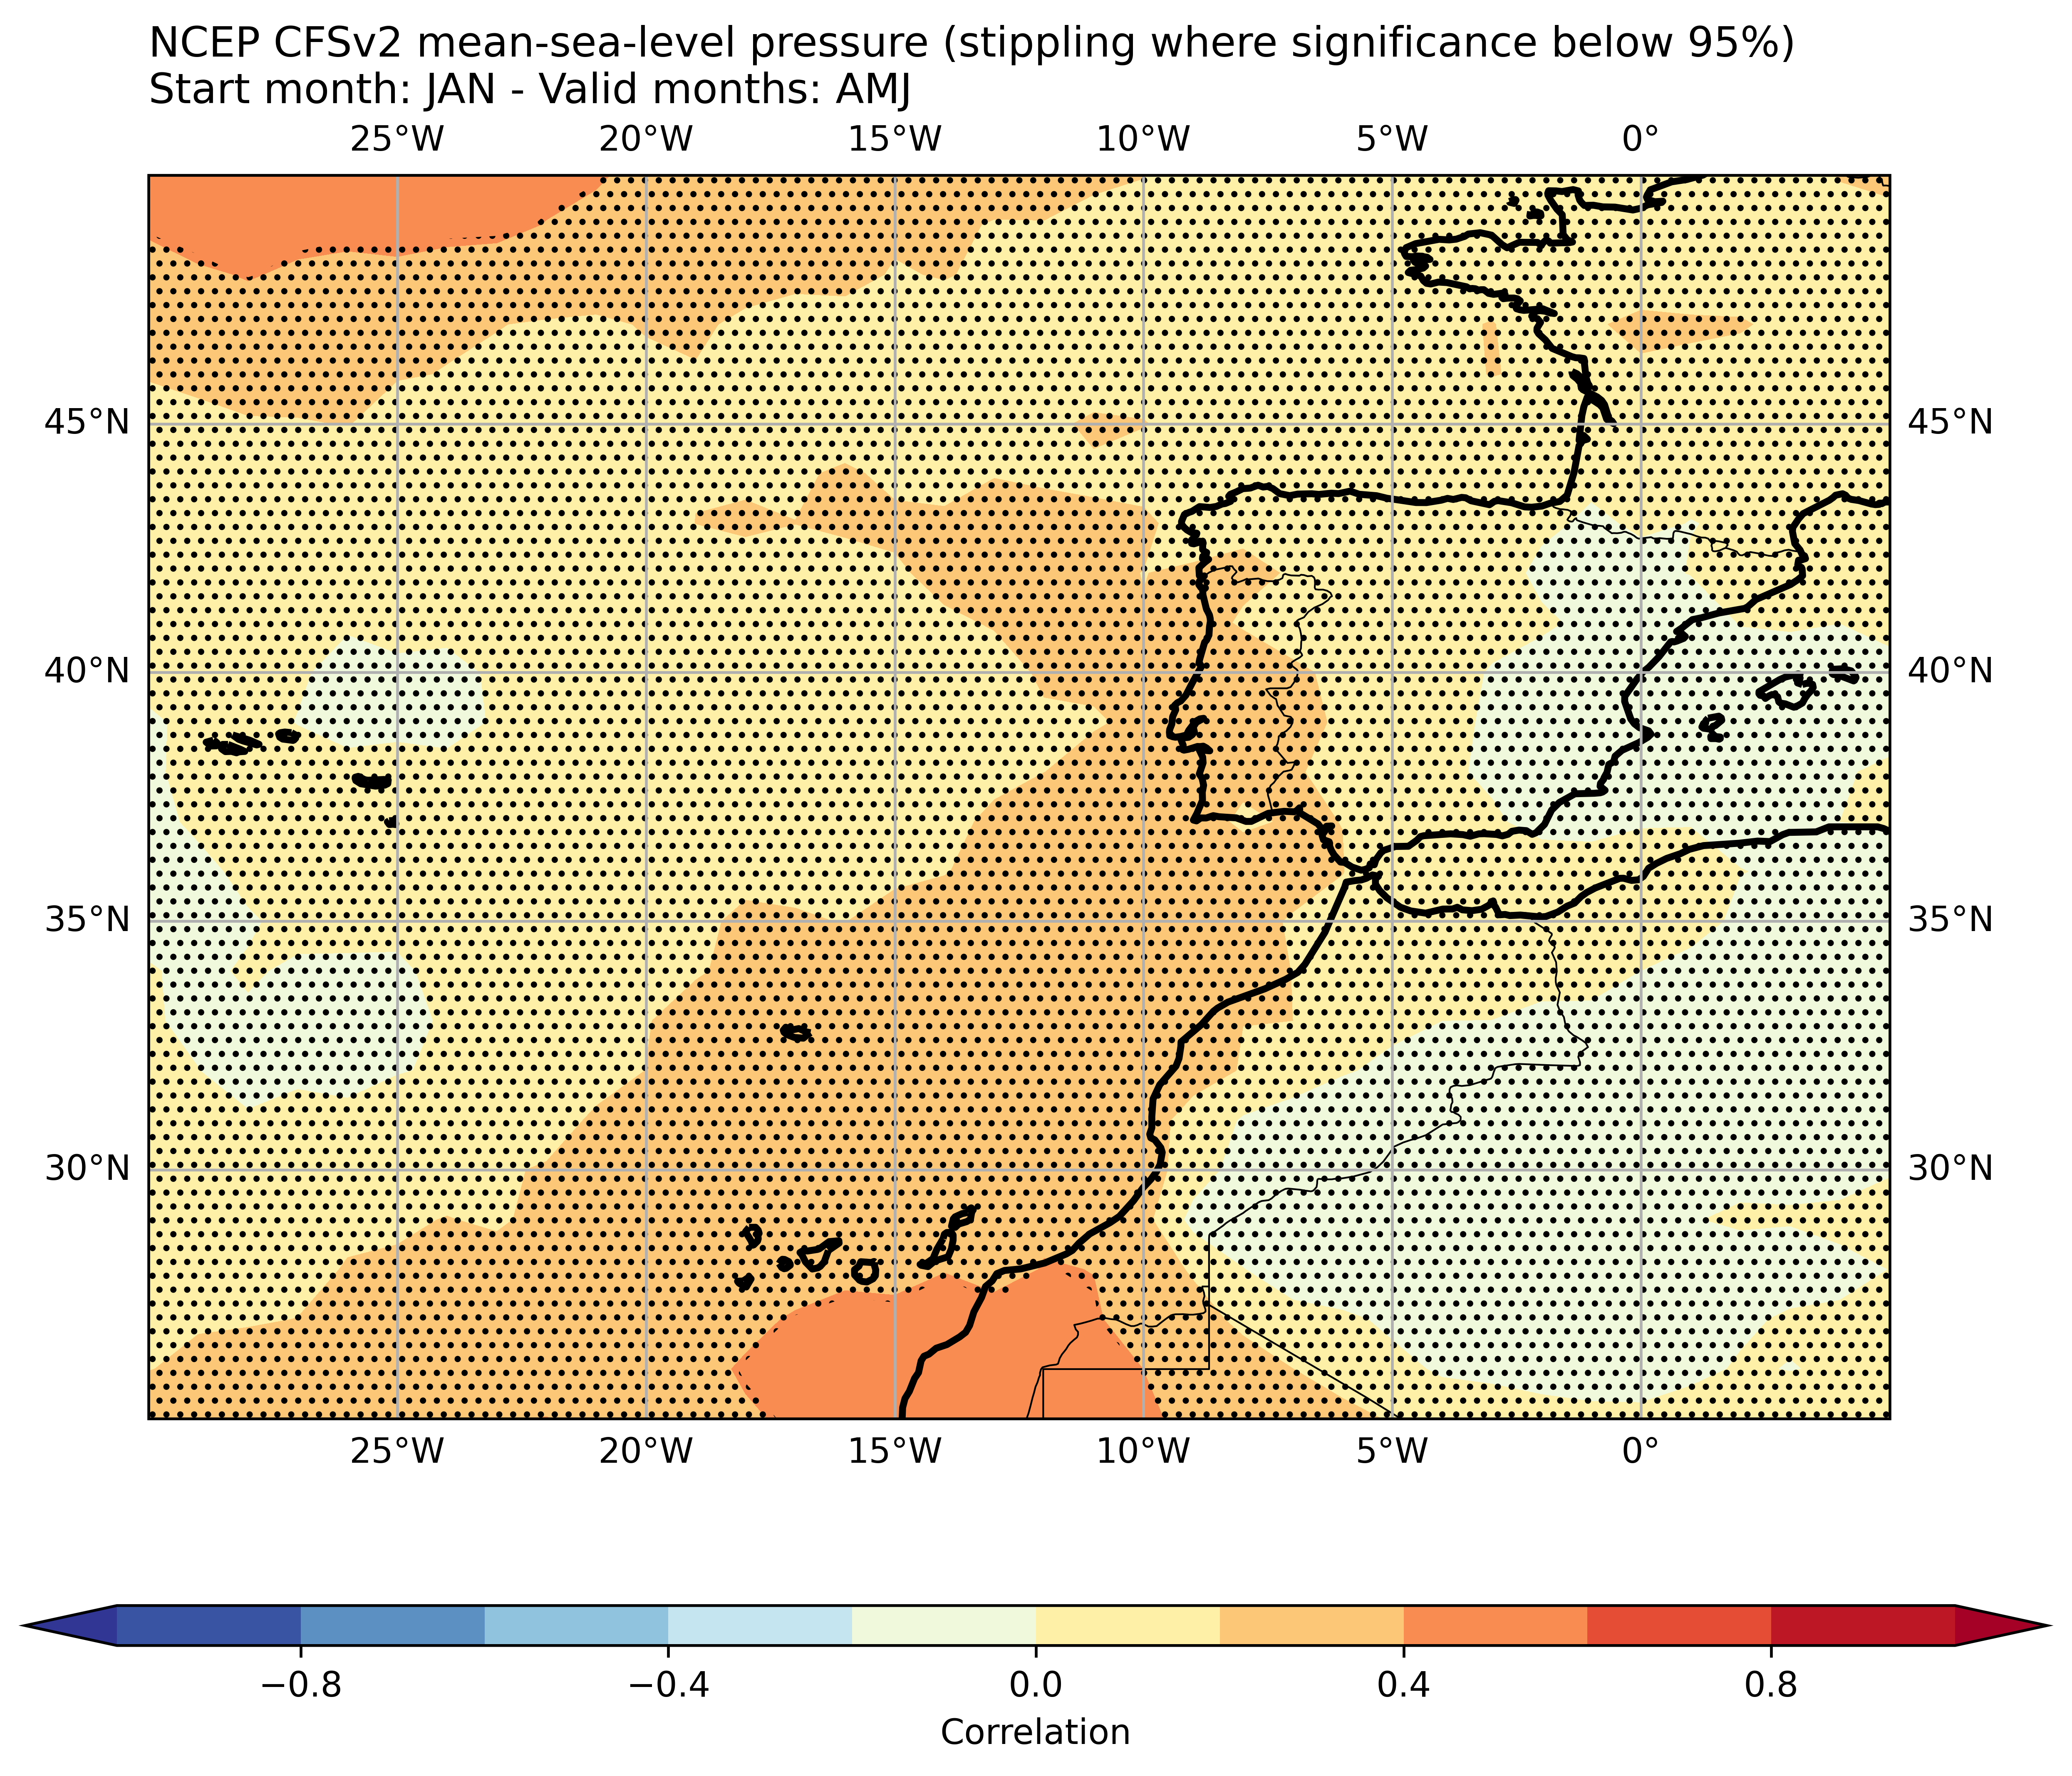 NCEP CFSv2 mean-sea-level pressure (stippling where significance below 95%)
Start month: JAN - Valid months: AMJ
25°W 20°W 15°W 10°W 5°W 0°
45°N 45°N
40°N 40°N
35°N 35°N
30°N 30°N
25°W 20°W 15°W 10°W 5°W 0°
−0.8 −0.4 0.0 0.4 0.8
Correlation